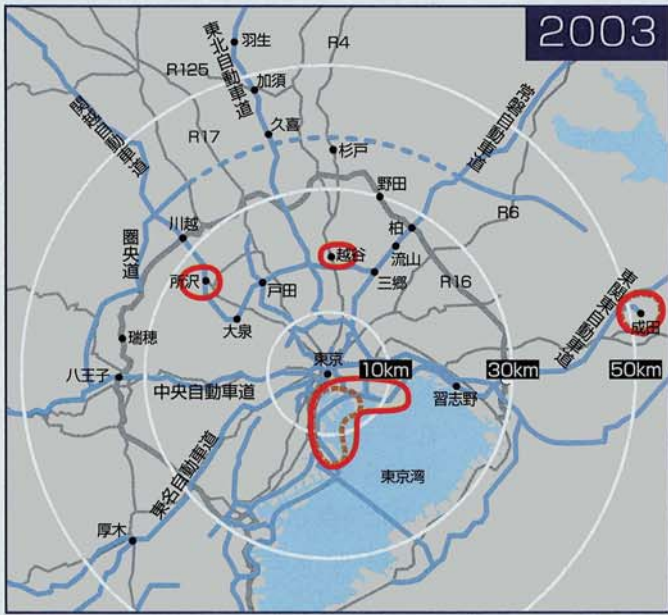 2003
羽生
東北自動車道
R4
R125
加須
関越自動車道
R17
久喜
常磐自動車道
杉戸
野田
R6
川越
柏
圏央道
越谷
流山
所沢
戸田
三郷
R16
東関東自動車道
成田
大泉
瑞穂
東京
10km
30km
50km
八王子
中央自動車道
習志野
東名自動車道
東京湾
厚木